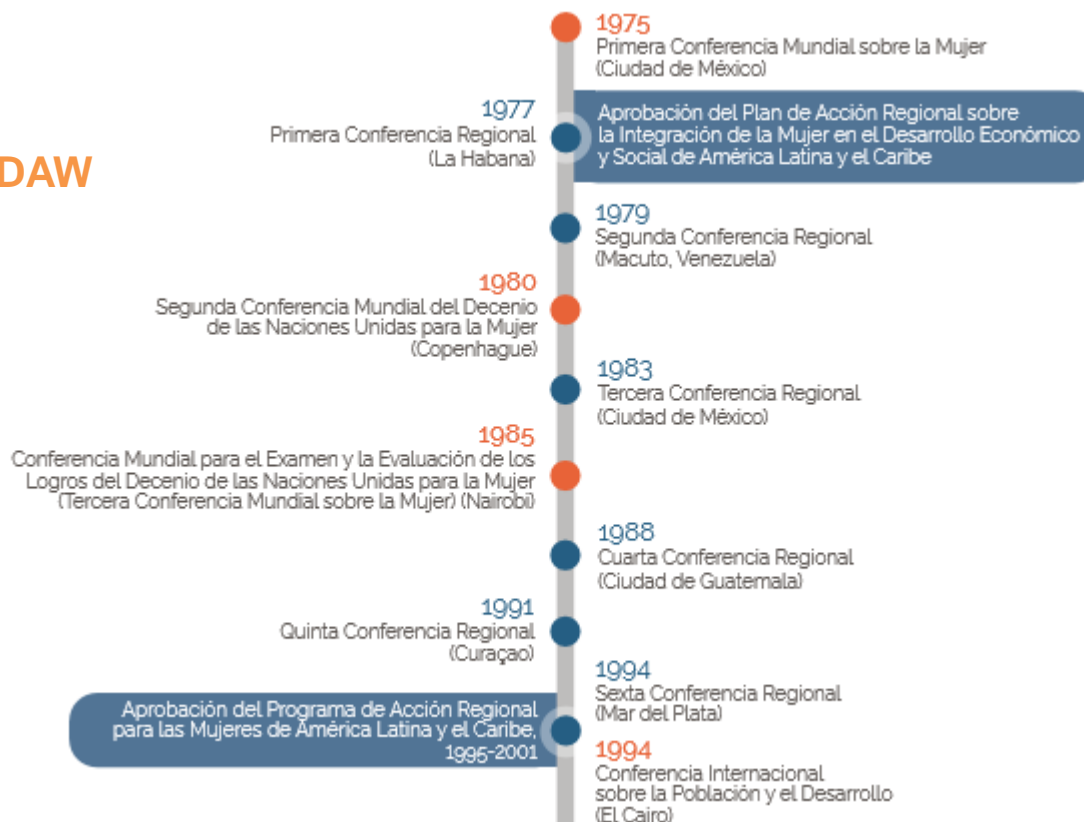 1975
Primera Conferencia Mundial sobre la Mujer
(Ciudad de México)
1977
Primera Conferencia Regional
(La Habana)
Aprobación del Plan de Acción Regional sobre
la Integración de la Mujer en el Desarrollo Económico
y Social de América Latina y el Caribe
DAW
1979
Segunda Conferencia Regional
(Macuto, Venezuela)
1980
Segunda Conferencia Mundial del Decenio
de las Naciones Unidas para la Mujer
(Copenhague)
1983
Tercera Conferencia Regional
(Ciudad de México)
1985
Conferencia Mundial para el Examen y la Evaluación de los
Logros del Decenio de las Naciones Unidas para la Mujer
(Tercera Conferencia Mundial sobre la Mujer) (Nairobi)
1988
Cuarta Conferencia Regional
(Ciudad de Guatemala)
1991
Quinta Conferencia Regional
(Curaçao)
1994
Sexta Conferencia Regional
(Mar del Plata)
Aprobación del Programa de Acción Regional
para las Mujeres de América Latina y el Caribe,
1995-2001
1994
Conferencia Internacional
sobre la Población y el Desarrollo
(El Cairo)